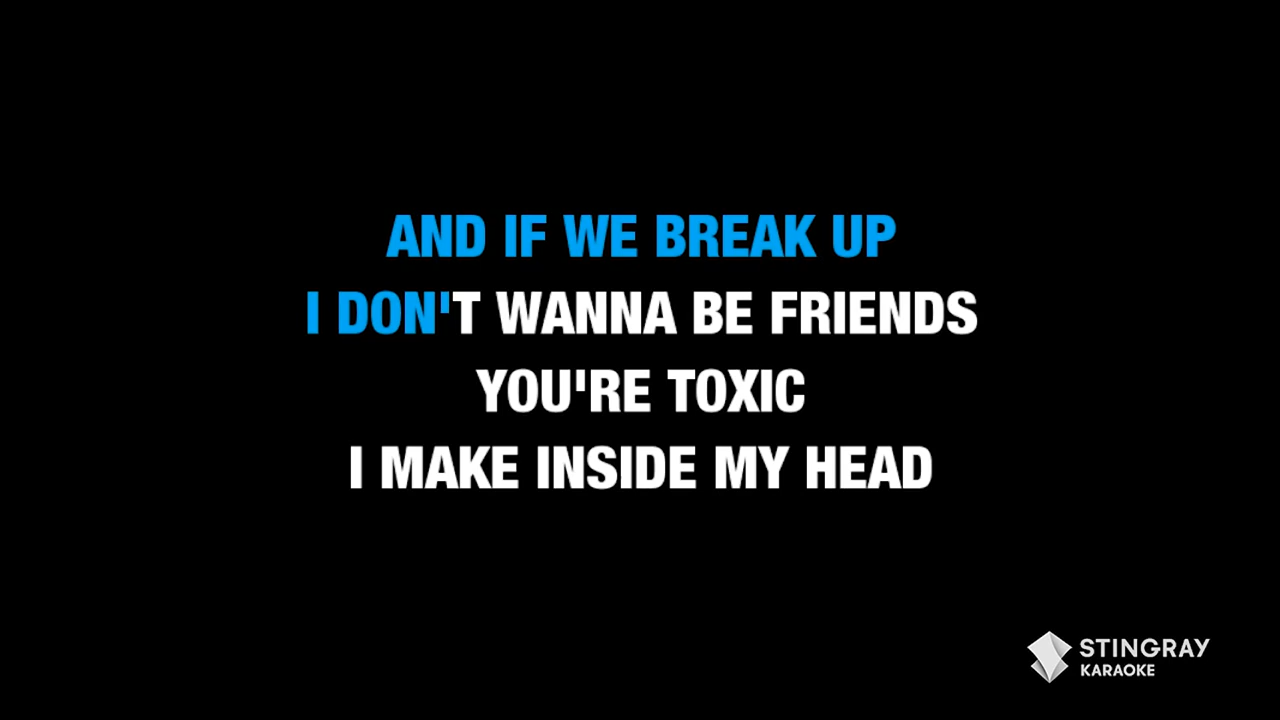 AND IF WE BREAK UP
I DON'T WANNA BE FRIENDS
YOU'RE TOXIC
I MAKE INSIDE MY HEAD
STINGRAY
KARAOKE